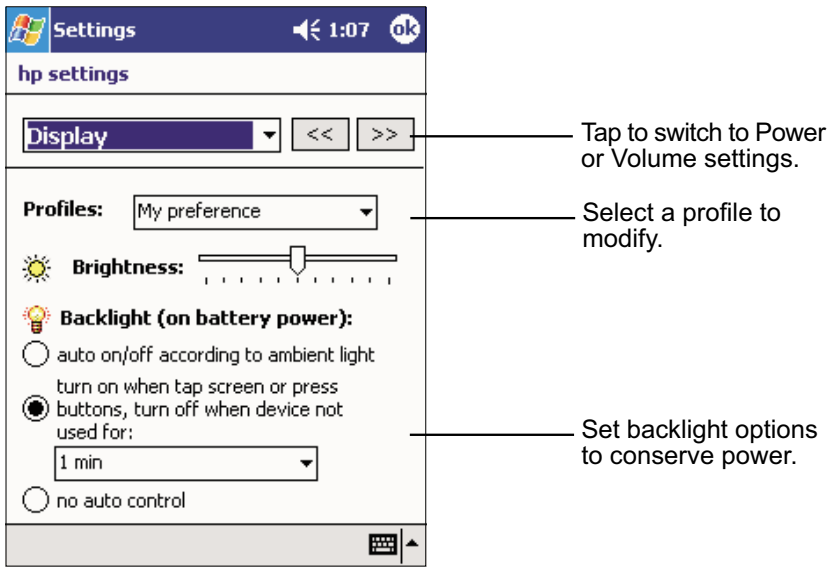 Settings 1:07 ok
hp settings
Display << >>
Tap to switch to Power
or Volume settings.
Profiles: My preference
Select a profile to
modify.
Brightness:
Backlight (on battery power):
auto on/off according to ambient light
turn on when tap screen or press
buttons, turn off when device not
used for:
1 min
Set backlight options
to conserve power.
no auto control